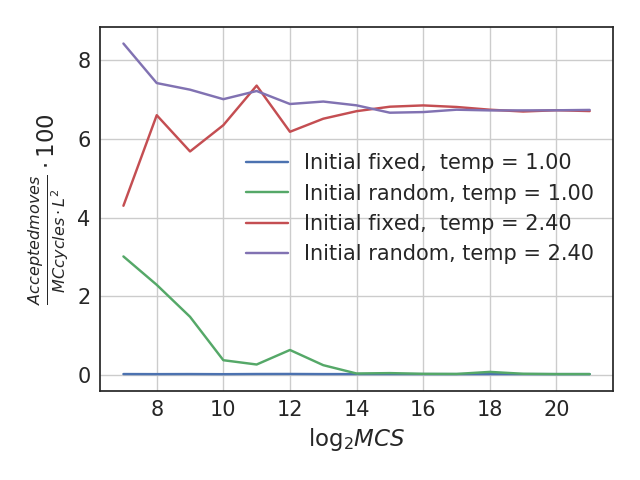 8
6
4
2
0
8 10 12 14 16 18 20
log₂MCS
Acceptedmoves / MCcycles · L² · 100
Initial fixed,  temp = 1.00
Initial random, temp = 1.00
Initial fixed,  temp = 2.40
Initial random, temp = 2.40